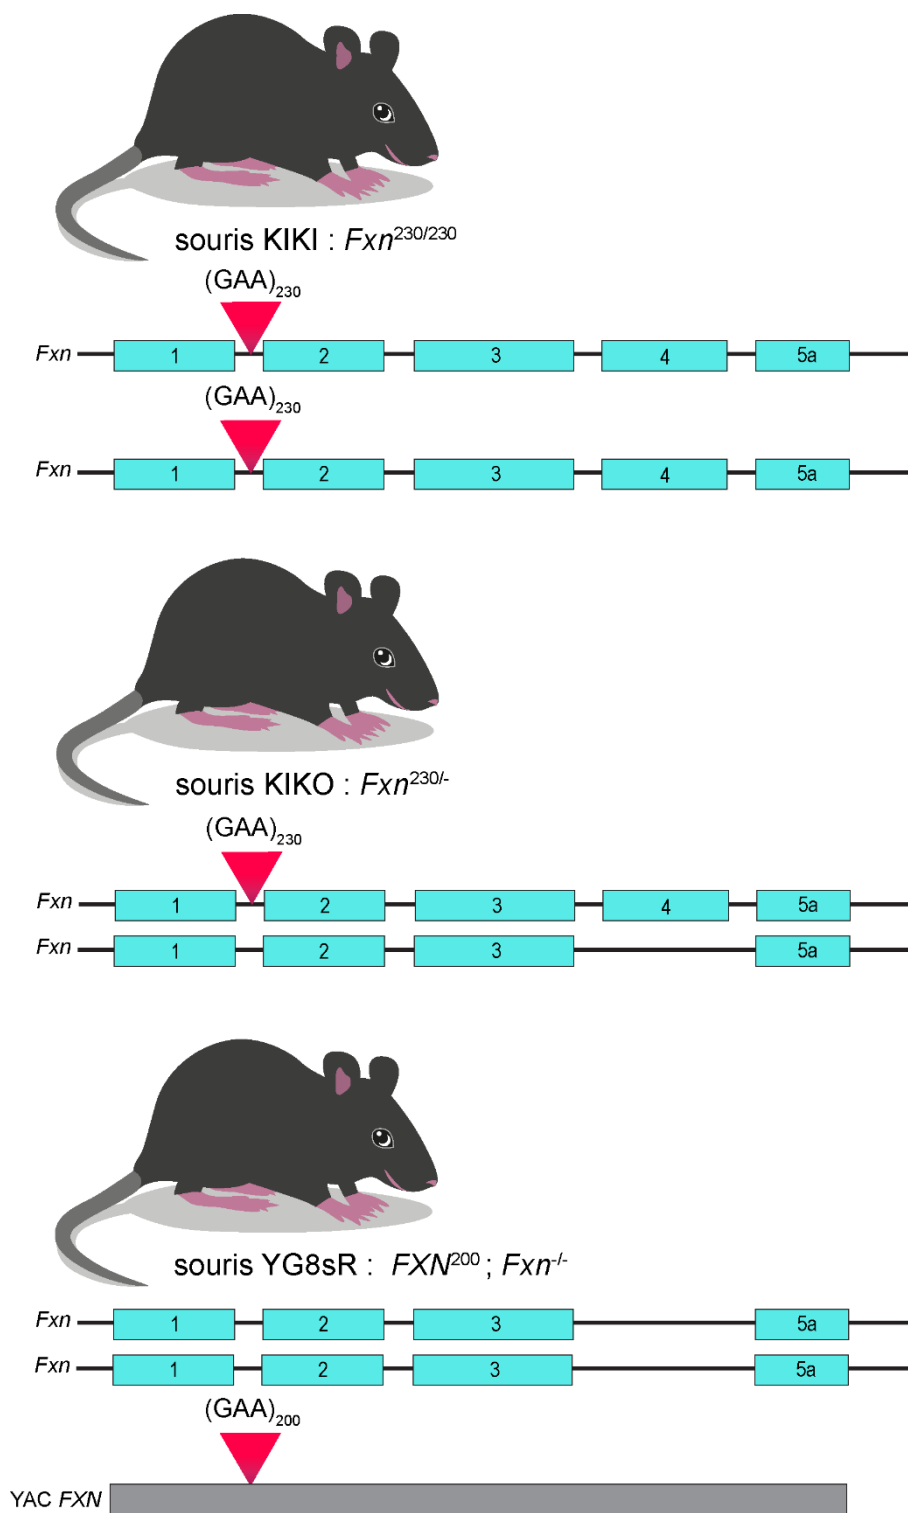 souris KIKI : Fxn230/230
(GAA)230
Fxn 1 2 3 4 5a
(GAA)230
Fxn 1 2 3 4 5a
souris KIKO : Fxn230/-
(GAA)230
Fxn 1 2 3 4 5a
Fxn 1 2 3 5a
souris YG8sR : FXN200 ; Fxn-/-
Fxn 1 2 3 5a
Fxn 1 2 3 5a
(GAA)200
YAC FXN